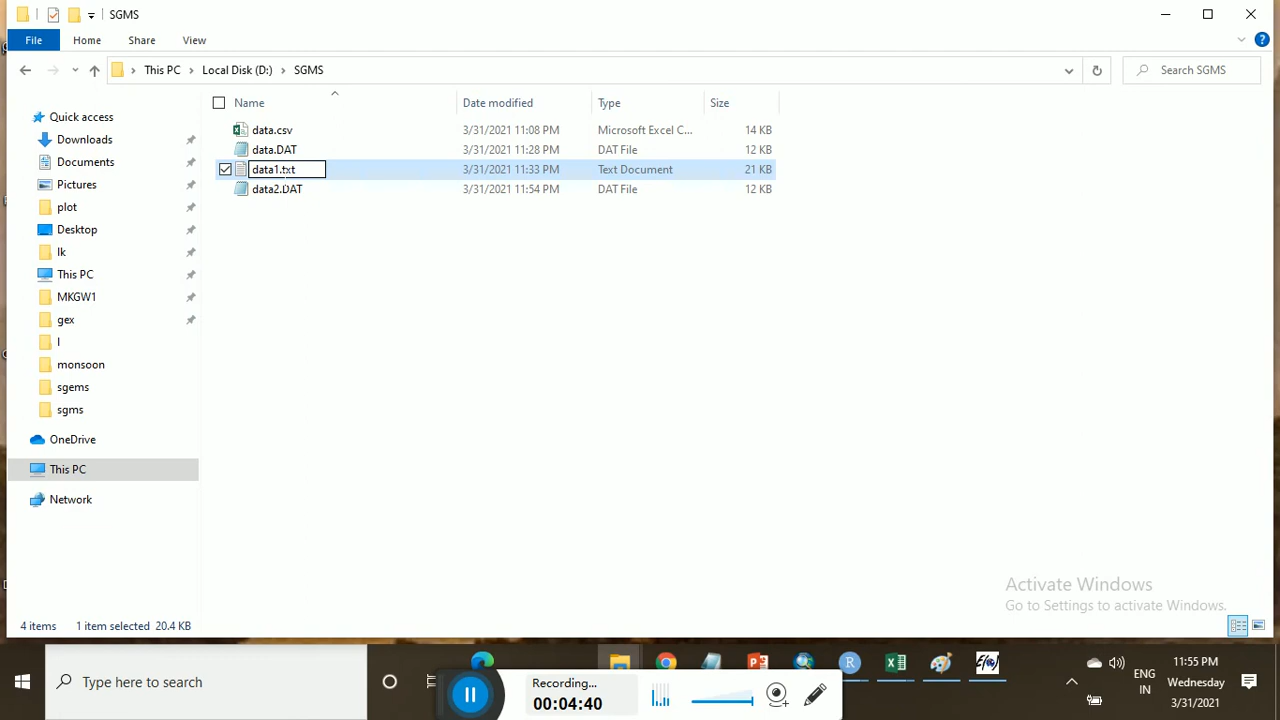 SGMS
File Home Share View
This PC Local Disk (D:) SGMS
Search SGMS
Name Date modified Type Size
Quick access
Downloads
Documents
Pictures
plot
Desktop
lk
This PC
MKGW1
gex
l
monsoon
sgems
sgms
OneDrive
This PC
Network
data.csv 3/31/2021 11:08 PM Microsoft Excel C... 14 KB
data.DAT 3/31/2021 11:28 PM DAT File 12 KB
data1.txt 3/31/2021 11:33 PM Text Document 21 KB
data2.DAT 3/31/2021 11:54 PM DAT File 12 KB
Activate Windows
Go to Settings to activate Windows.
4 items 1 item selected 20.4 KB
Type here to search
Recording...
00:04:40
ENG
IN
11:55 PM
Wednesday
3/31/2021